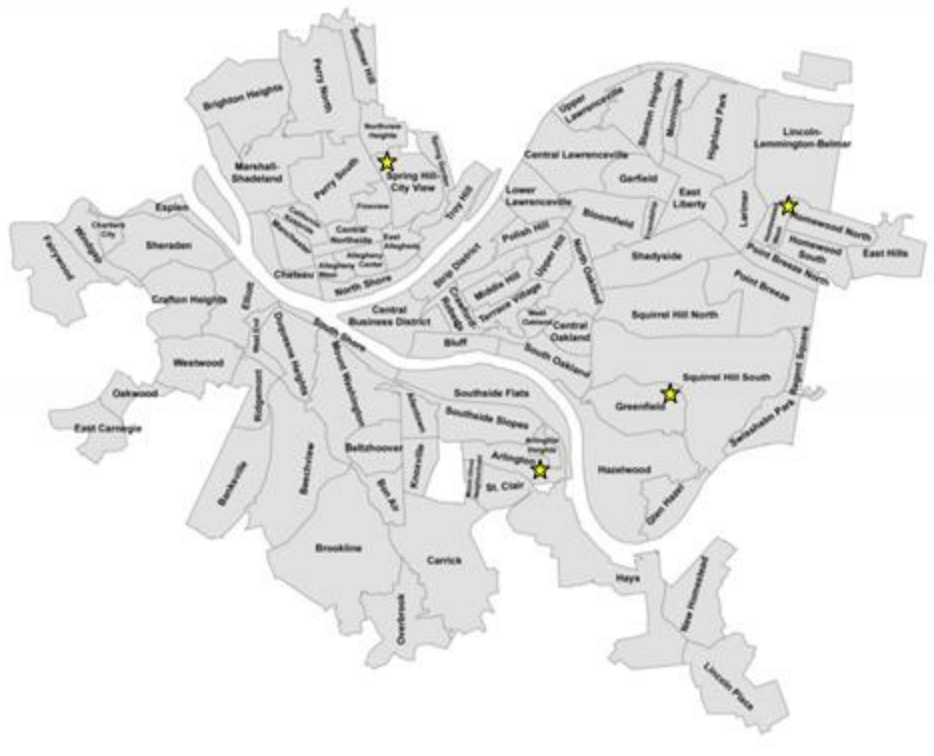 Summer Hill
Perry North
Brighton Heights
Northview
Heights
Spring Garden
Marshall-
Shadeland
Perry South
Spring Hill-
City View
Troy Hill
Fineview
California
Kirkbride
Manchester
Central
Northside
East
Allegheny
Allegheny
Center
Allegheny
West
Chateau
North Shore
Upper
Lawrenceville
Stanton Heights
Morningside
Highland Park
Lincoln-
Lemmington-Belmar
Central Lawrenceville
Garfield
East
Liberty
Larimer
Lower
Lawrenceville
Bloomfield
Friendship
Homewood
West
Homewood North
Homewood
South
East Hills
Point Breeze North
Point Breeze
Shadyside
Polish Hill
Upper Hill
North Oakland
Strip District
Middle Hill
Crawford-
Roberts
Terrace Village
West
Oakland
Central
Oakland
South Oakland
Squirrel Hill North
Central
Business District
Bluff
Esplen
Chartiers
City
Windgap
Fairywood
Sheraden
Crafton Heights
Elliott
West End
Duquesne Heights
South Shore
Mount Washington
Westwood
Ridgemont
Oakwood
East Carnegie
Southside Flats
Allentown
Southside Slopes
Squirrel Hill South
Regent Square
Greenfield
Swisshelm Park
Arlington
Heights
Arlington
Beltzhoover
Knoxville
St. Clair
Hazelwood
Glen Hazel
Banksville
Beechview
Bon Air
Brookline
Carrick
Hays
New Homestead
Overbrook
Lincoln Place